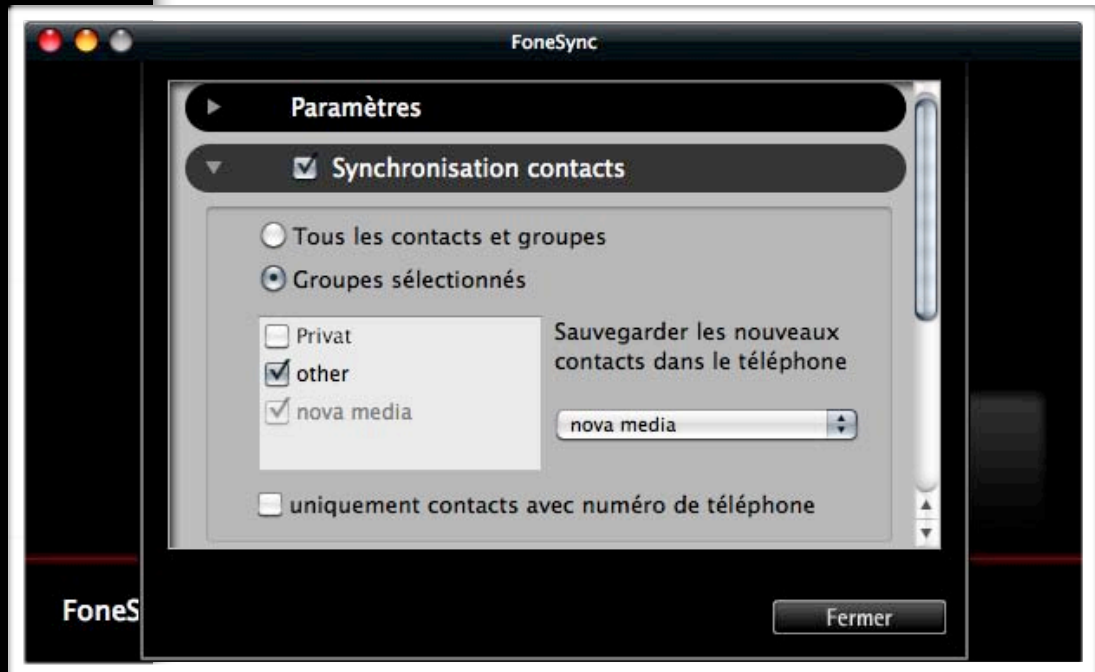 FoneSync
Paramètres
Synchronisation contacts
Tous les contacts et groupes
Groupes sélectionnés
Privat
other
nova media
Sauvegarder les nouveaux
contacts dans le téléphone
nova media
uniquement contacts avec numéro de téléphone
FoneS
Fermer